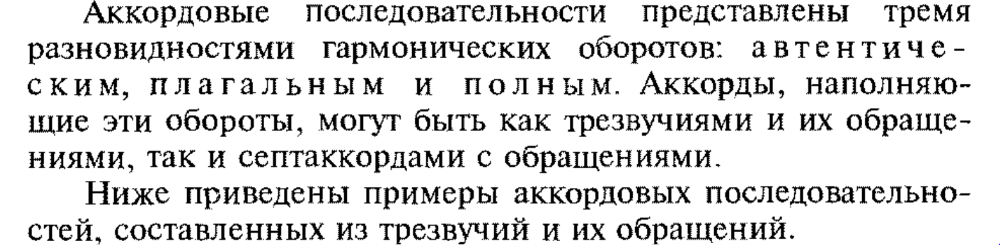 Аккордовые последовательности представлены тремя
разновидностями гармонических оборотов: автентиче-
ским, плагальным и полным. Аккорды, наполняю-
щие эти обороты, могут быть как трезвучиями и их обраще-
ниями, так и септаккордами с обращениями.
Ниже приведены примеры аккордовых последовательно-
стей, составленных из трезвучий и их обращений.